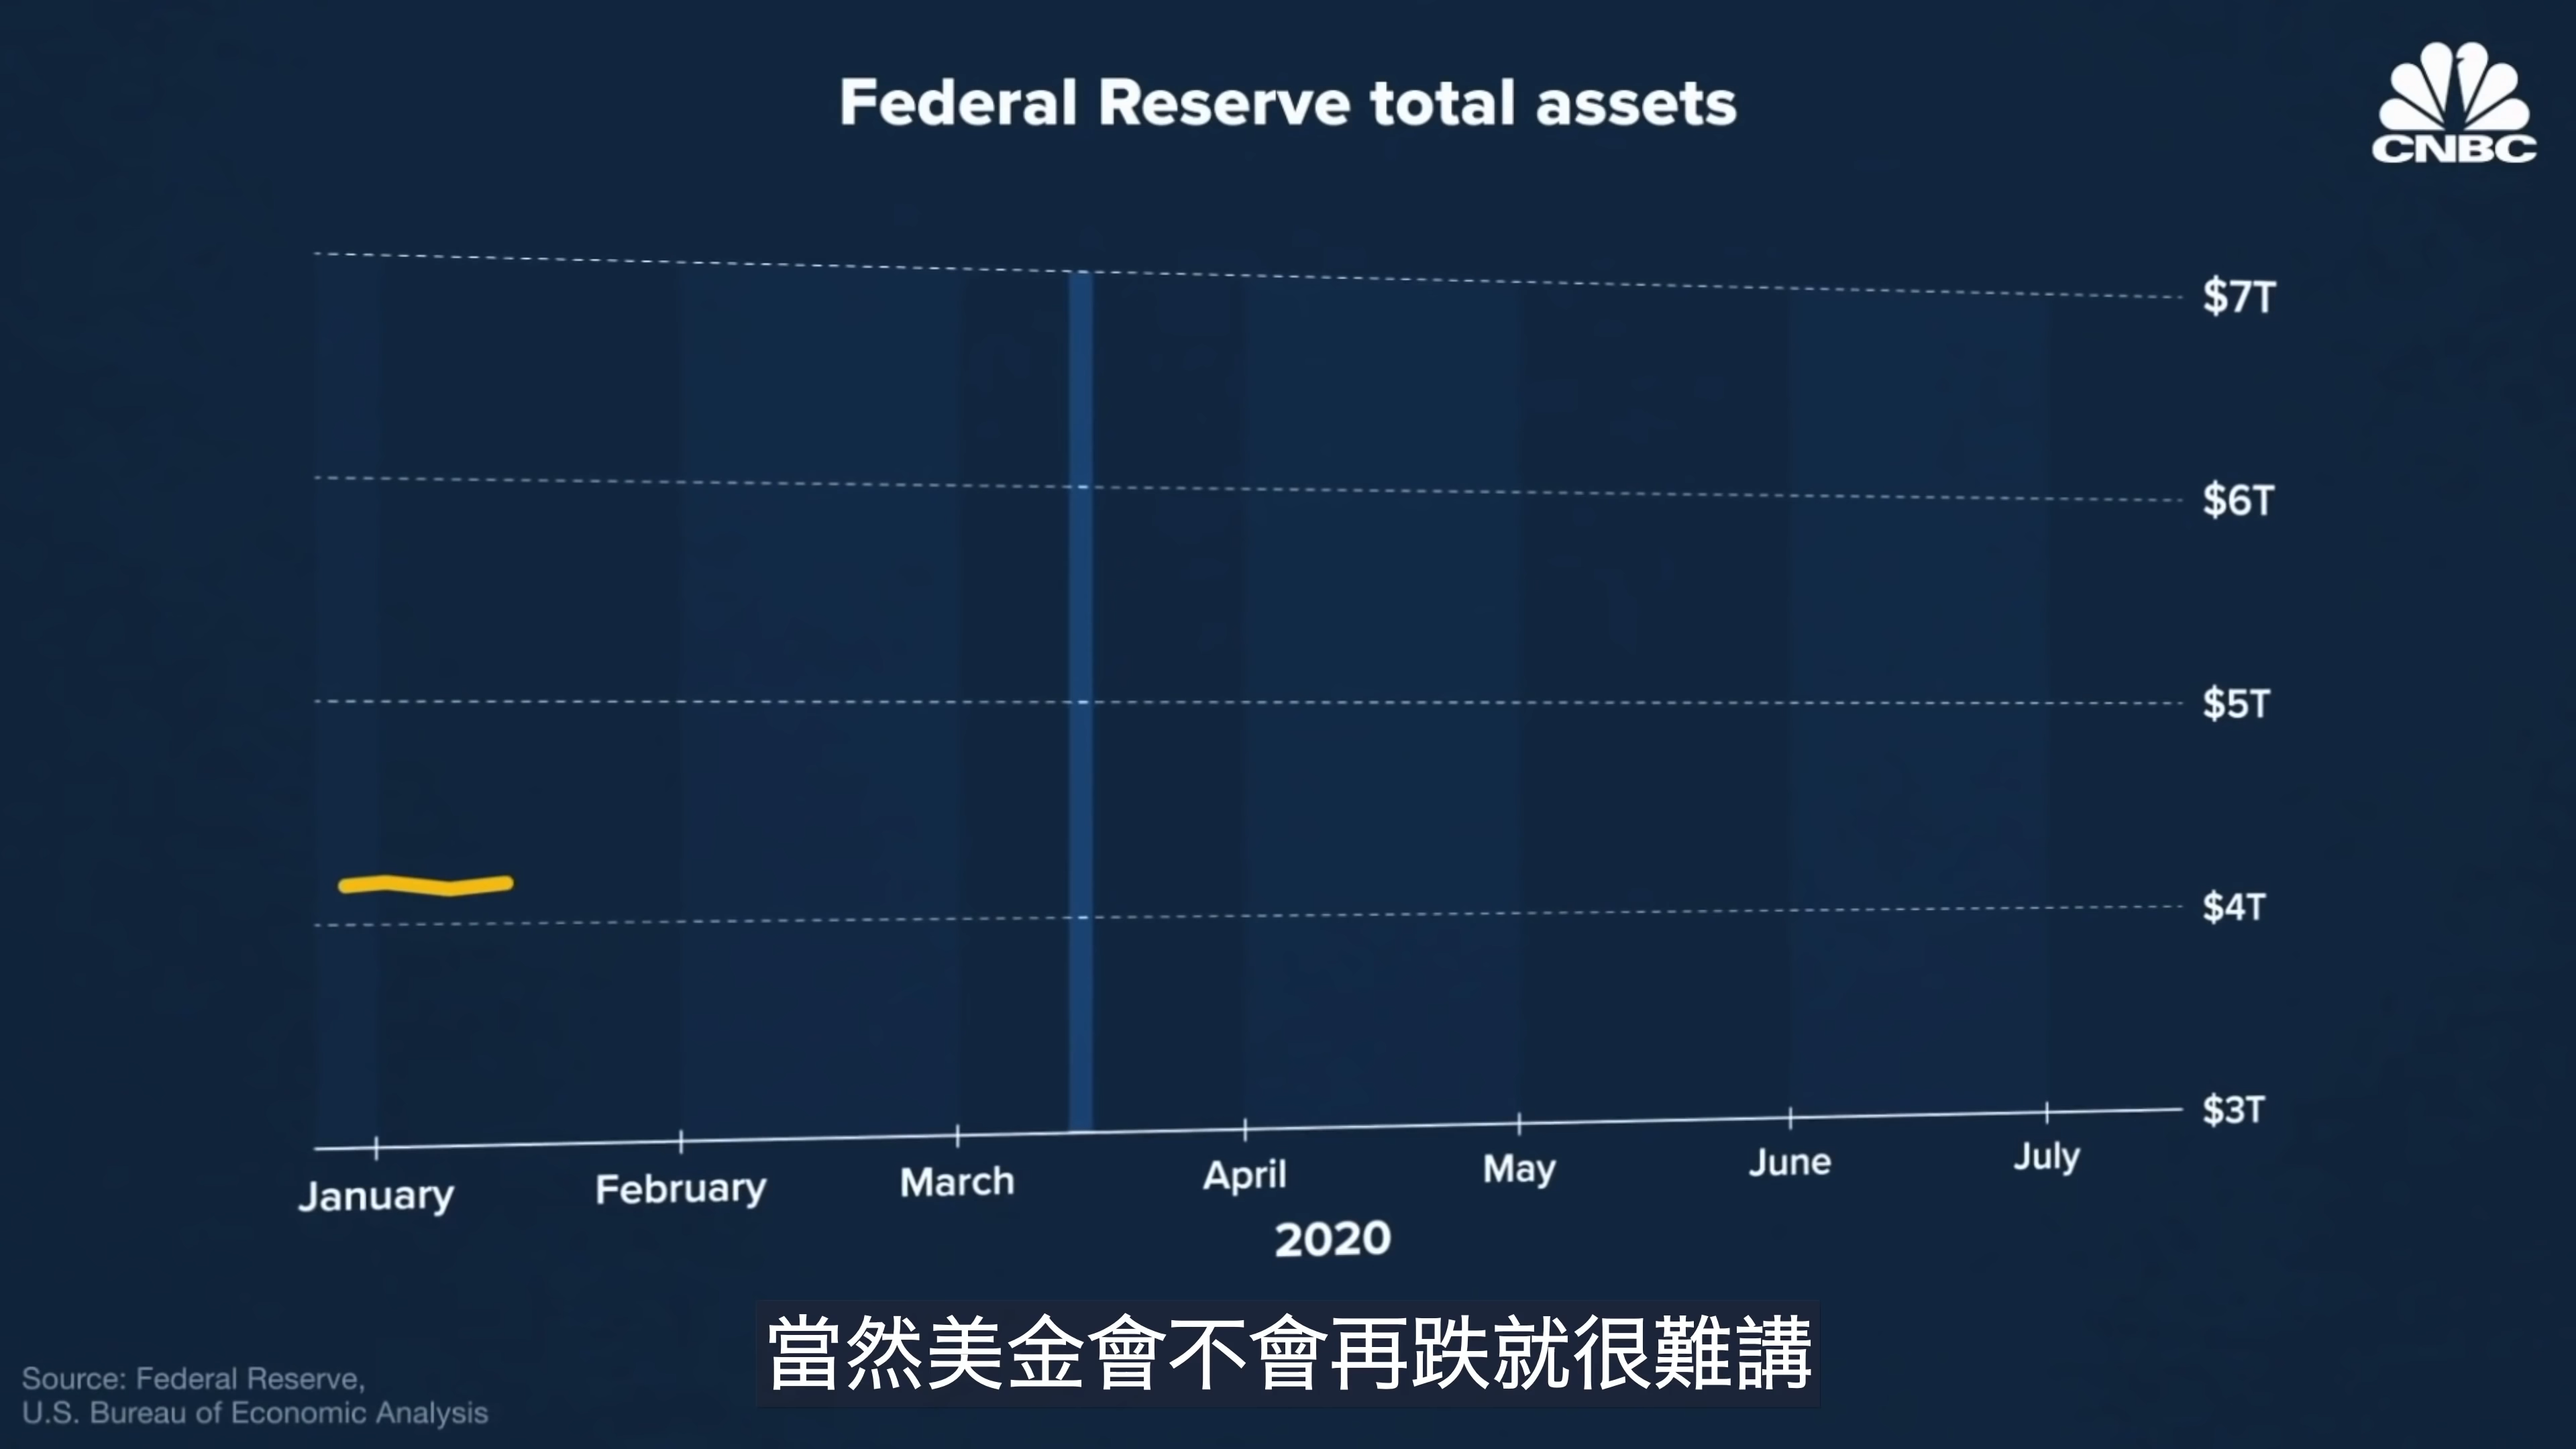 Federal Reserve total assets
CNBC
$7T
$6T
$5T
$4T
$3T
January February March April May June July
2020
當然美金會不會再跌就很難講
Source: Federal Reserve,
U.S. Bureau of Economic Analysis